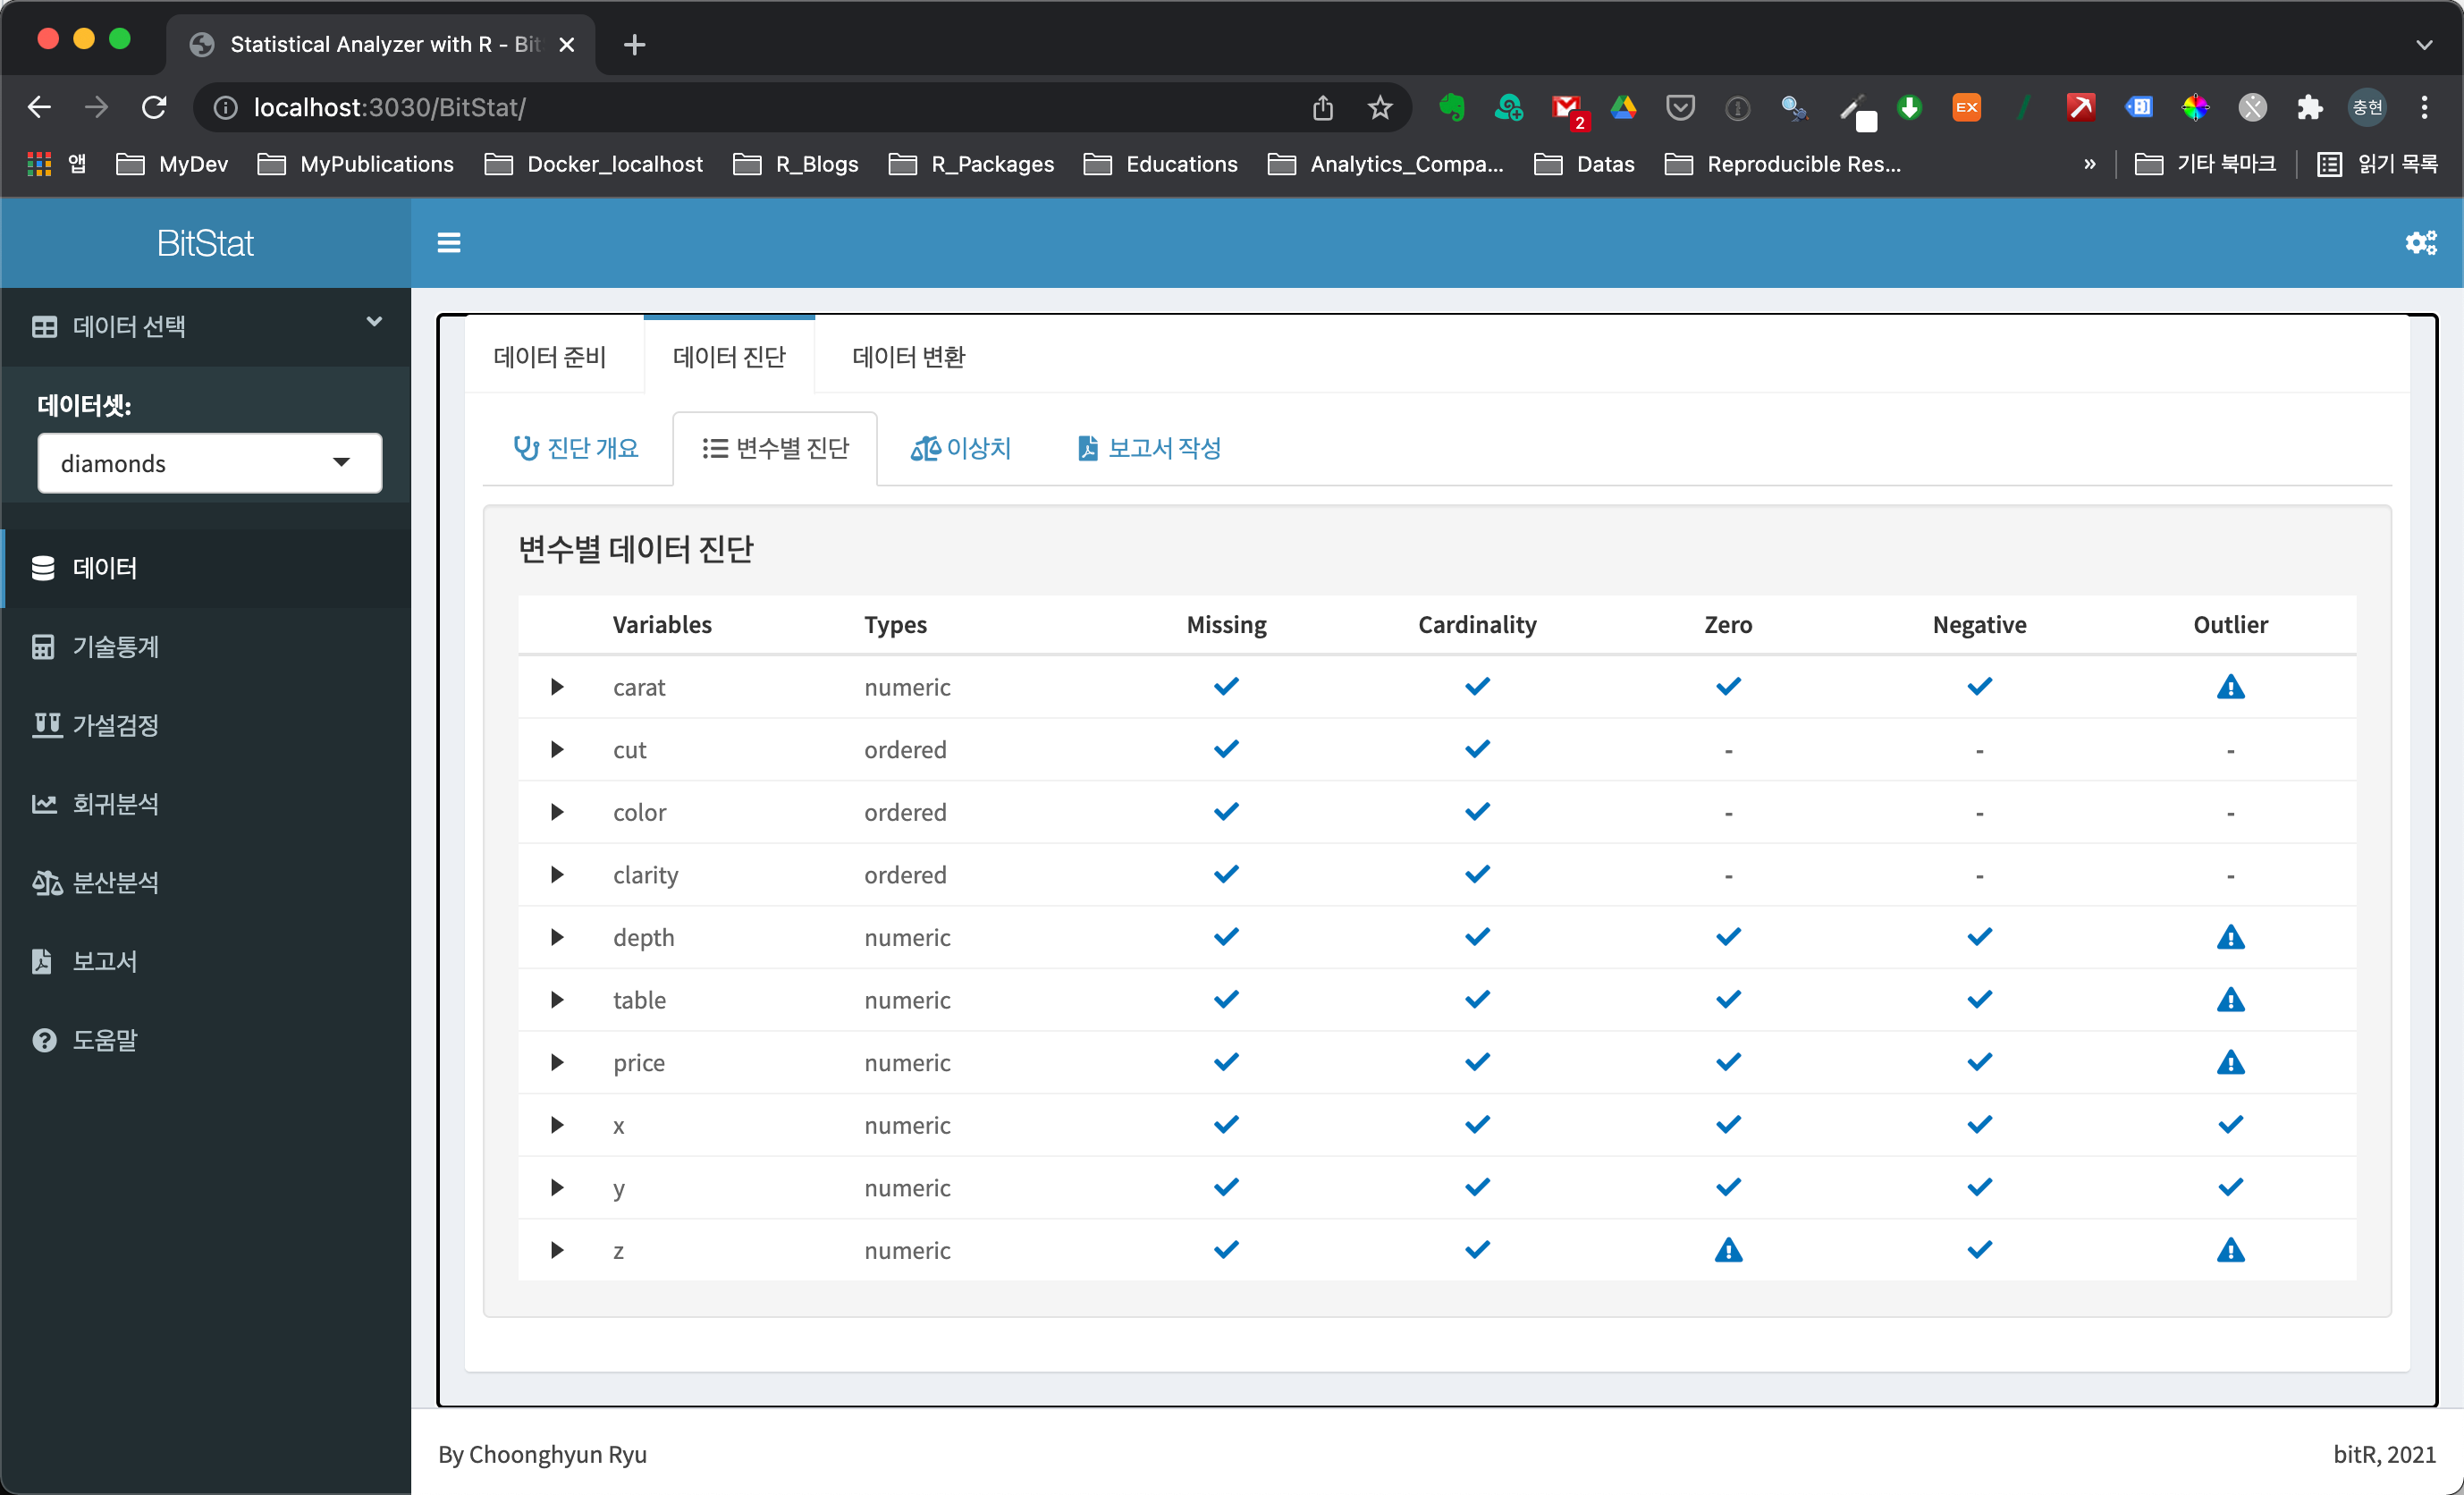 Statistical Analyzer with R - Bit
localhost:3030/BitStat/
2
EX
충현
앱 MyDev MyPublications Docker_localhost R_Blogs R_Packages Educations Analytics_Compa... Datas Reproducible Res... » 기타 북마크 읽기 목록
BitStat
데이터 선택
데이터셋:
diamonds
데이터
기술통계
가설검정
회귀분석
분산분석
보고서
도움말
데이터 준비 데이터 진단 데이터 변환
진단 개요 변수별 진단 이상치 보고서 작성
변수별 데이터 진단
Variables Types Missing Cardinality Zero Negative Outlier
carat numeric
cut ordered - - -
color ordered - - -
clarity ordered - - -
depth numeric
table numeric
price numeric
x numeric
y numeric
z numeric
By Choonghyun Ryu
bitR, 2021